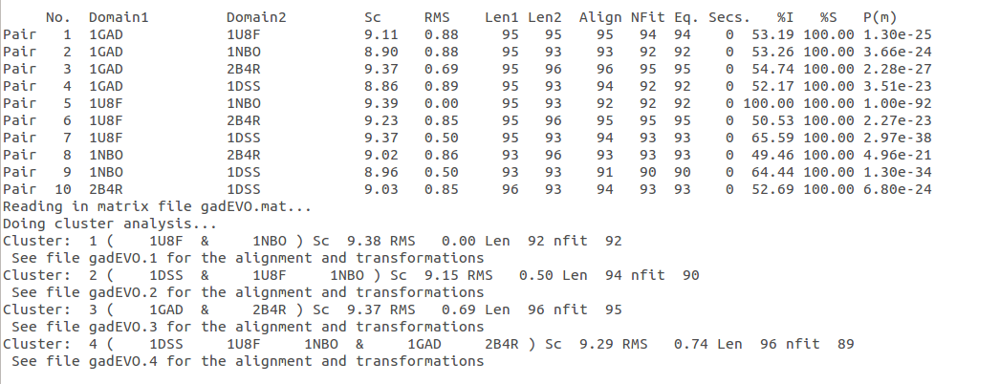 No. Domain1 Domain2 Sc RMS Len1 Len2 Align NFit Eq. Secs. %I %S P(m)
Pair 1 1GAD 1U8F 9.11 0.88 95 95 95 94 94 0 53.19 100.00 1.30e-25
Pair 2 1GAD 1NBO 8.90 0.88 95 93 93 92 92 0 53.26 100.00 3.66e-24
Pair 3 1GAD 2B4R 9.37 0.69 95 96 96 95 95 0 54.74 100.00 2.28e-27
Pair 4 1GAD 1DSS 8.86 0.89 95 93 94 92 92 0 52.17 100.00 3.51e-23
Pair 5 1U8F 1NBO 9.39 0.00 95 93 92 92 92 0 100.00 100.00 1.00e-92
Pair 6 1U8F 2B4R 9.23 0.85 95 96 95 95 95 0 50.53 100.00 2.27e-23
Pair 7 1U8F 1DSS 9.37 0.50 95 93 94 93 93 0 65.59 100.00 2.97e-38
Pair 8 1NBO 2B4R 9.02 0.86 93 96 93 93 93 0 49.46 100.00 4.96e-21
Pair 9 1NBO 1DSS 8.96 0.50 93 93 91 90 90 0 64.44 100.00 1.30e-34
Pair 10 2B4R 1DSS 9.03 0.85 96 93 94 93 93 0 52.69 100.00 6.80e-24
Reading in matrix file gadEVO.mat...
Doing cluster analysis...
Cluster: 1 ( 1U8F & 1NBO ) Sc 9.38 RMS 0.00 Len 92 nfit 92
See file gadEVO.1 for the alignment and transformations
Cluster: 2 ( 1DSS & 1U8F 1NBO ) Sc 9.15 RMS 0.50 Len 94 nfit 90
See file gadEVO.2 for the alignment and transformations
Cluster: 3 ( 1GAD & 2B4R ) Sc 9.37 RMS 0.69 Len 96 nfit 95
See file gadEVO.3 for the alignment and transformations
Cluster: 4 ( 1DSS 1U8F 1NBO & 1GAD 2B4R ) Sc 9.29 RMS 0.74 Len 96 nfit 89
See file gadEVO.4 for the alignment and transformations